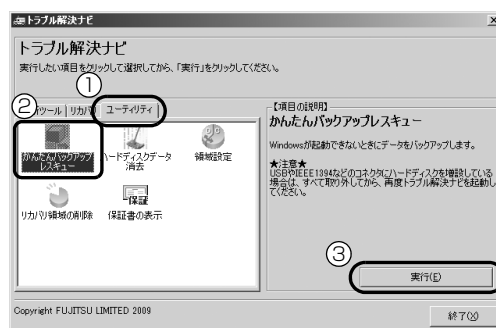 トラブル解決ナビ
トラブル解決ナビ
実行したい項目をクリックして選択してから、「実行」をクリックしてください。
①
②
ツール
リカバリ
ユーティリティ
かんたんバックアップ
レスキュー
ハードディスクデータ
消去
領域設定
リカバリ領域の削除
保証
保証書の表示
【項目の説明】
かんたんバックアップレスキュー
Windowsが起動できないときにデータをバックアップします。
★注意★
USBやIEEE1394などのコネクタにハードディスクを増設している
場合は、すべて取り外してから、再度トラブル解決ナビを起動し
てください。
③
実行(E)
Copyright FUJITSU LIMITED 2009
終了(X)